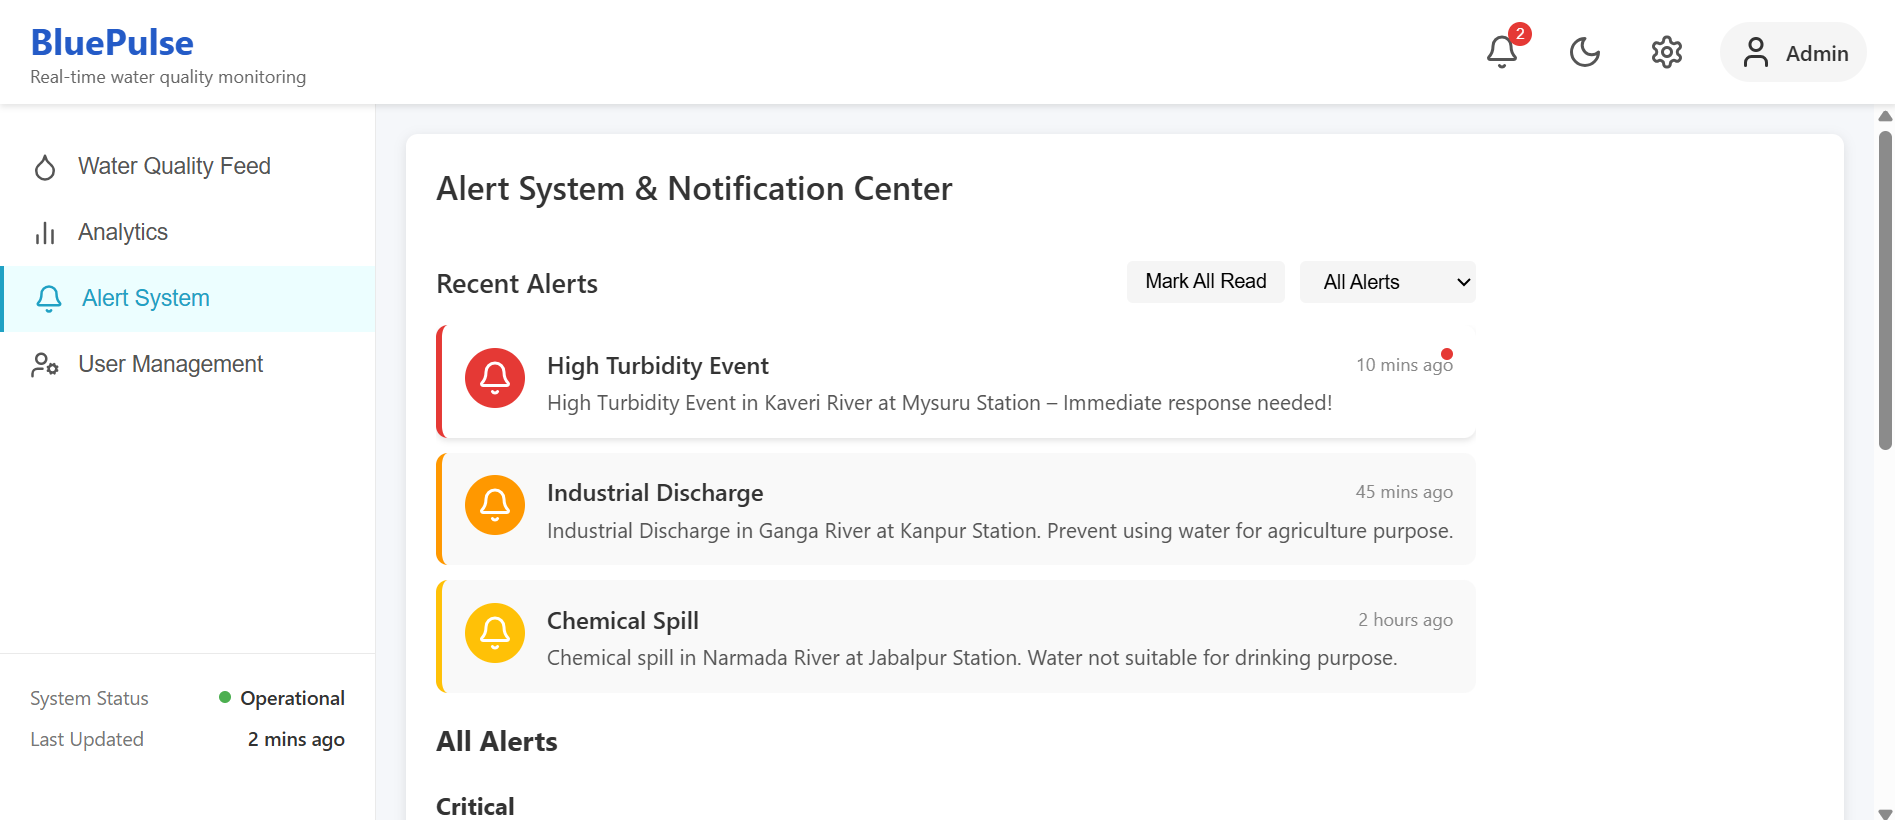 BluePulse
Real-time water quality monitoring
2
Admin
Water Quality Feed
Analytics
Alert System
User Management
System Status
Operational
Last Updated
2 mins ago
Alert System & Notification Center
Recent Alerts
Mark All Read
All Alerts
High Turbidity Event
10 mins ago
High Turbidity Event in Kaveri River at Mysuru Station – Immediate response needed!
Industrial Discharge
45 mins ago
Industrial Discharge in Ganga River at Kanpur Station. Prevent using water for agriculture purpose.
Chemical Spill
2 hours ago
Chemical spill in Narmada River at Jabalpur Station. Water not suitable for drinking purpose.
All Alerts
Critical